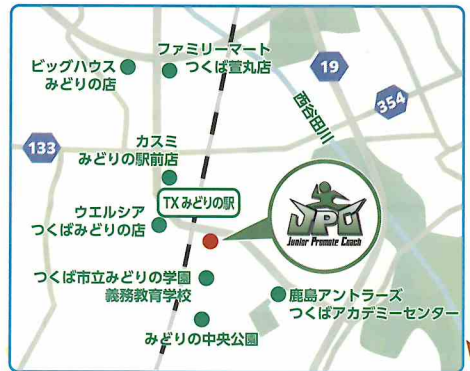 ファミリーマート
つくば萱丸店
ビッグハウス
みどりの店
19
354
西谷田川
133
カスミ
みどりの駅前店
TX みどりの駅
ウエルシア
つくばみどりの店
JPC
Junior Promote Coach
つくば市立みどりの学園
義務教育学校
鹿島アントラーズ
つくばアカデミーセンター
みどりの中央公園